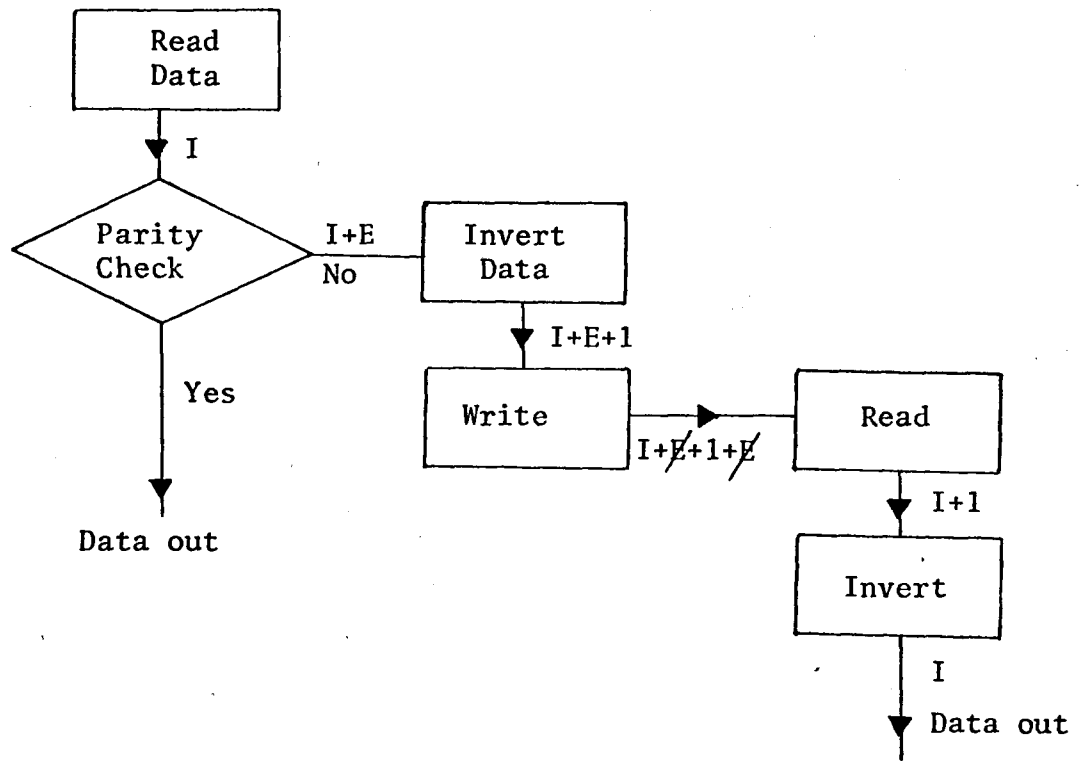 Read
Data
I
Parity
Check
I+E
No
Invert
Data
I+E+1
Yes
Write
I+E+1+E
Read
I+1
Data out
Invert
I
Data out